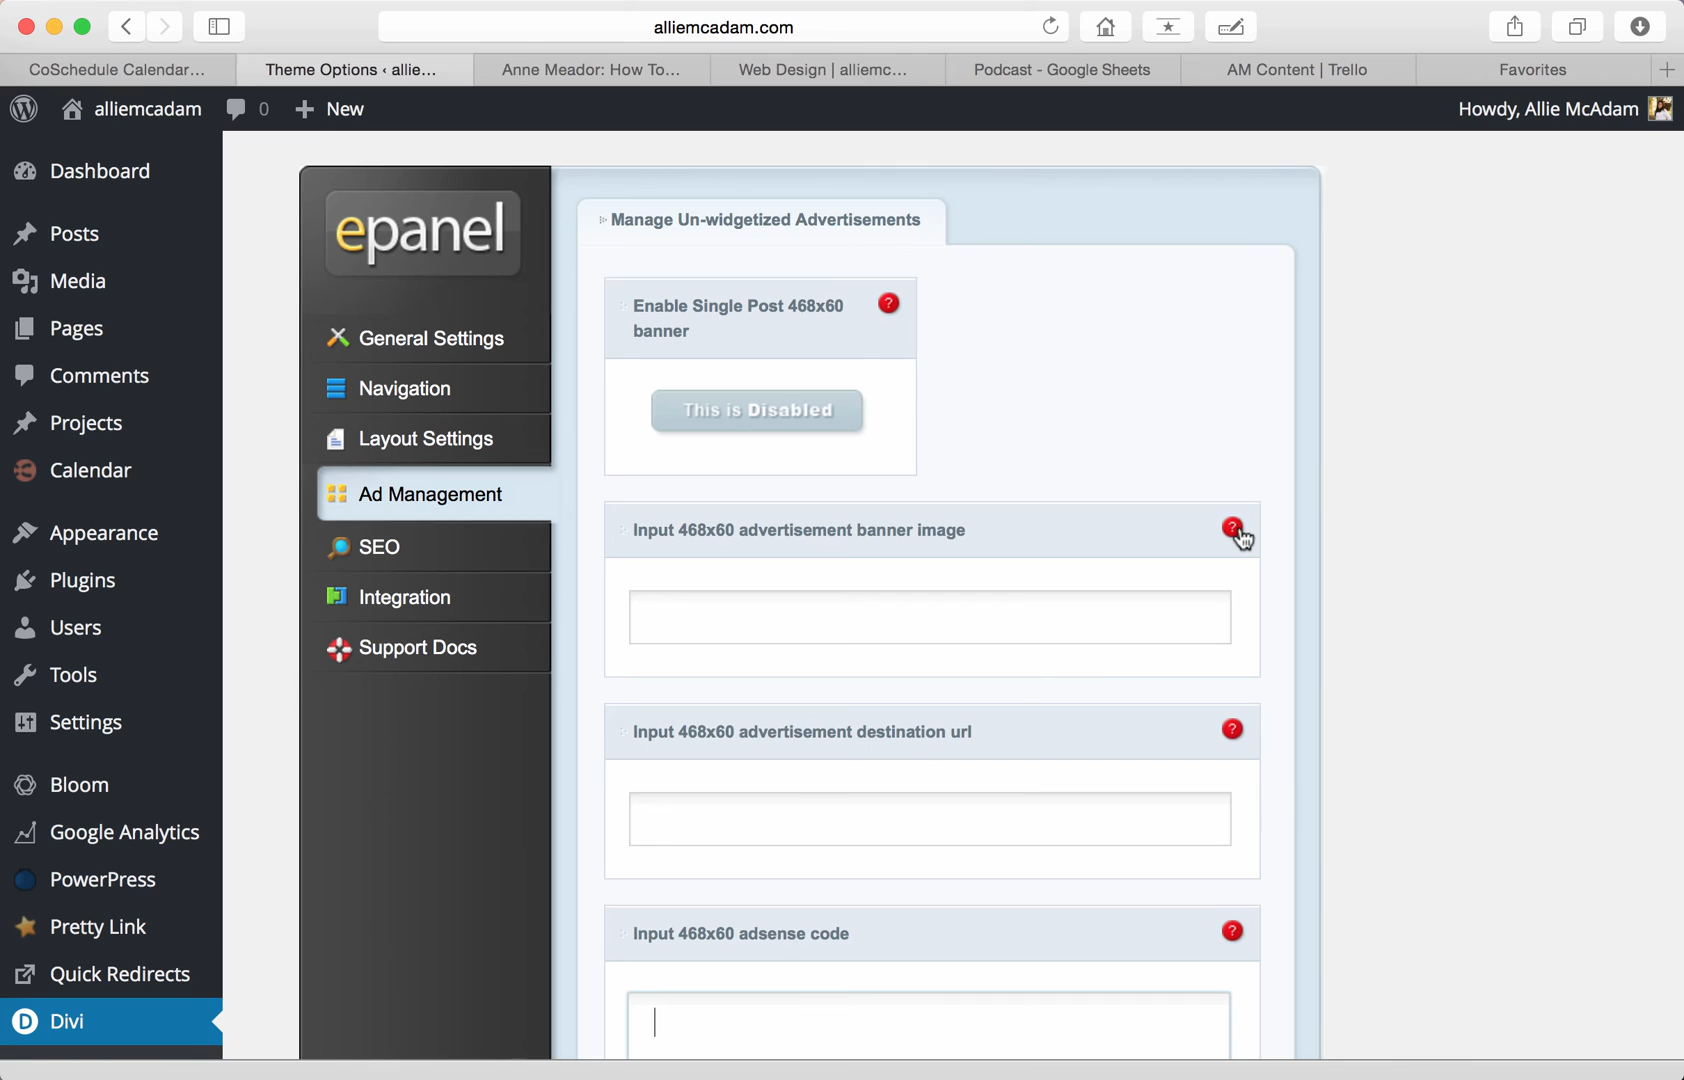 alliemcadam.com
CoSchedule Calendar...
Theme Options ‹ allie...
Anne Meador: How To...
Web Design | alliemc...
Podcast - Google Sheets
AM Content | Trello
Favorites
alliemcadam
0
New
Howdy, Allie McAdam
Dashboard
Posts
Media
Pages
Comments
Projects
Calendar
Appearance
Plugins
Users
Tools
Settings
Bloom
Google Analytics
PowerPress
Pretty Link
Quick Redirects
Divi
epanel
General Settings
Navigation
Layout Settings
Ad Management
SEO
Integration
Support Docs
Manage Un-widgetized Advertisements
Enable Single Post 468x60
banner
?
This is Disabled
Input 468x60 advertisement banner image
?
Input 468x60 advertisement destination url
?
Input 468x60 adsense code
?